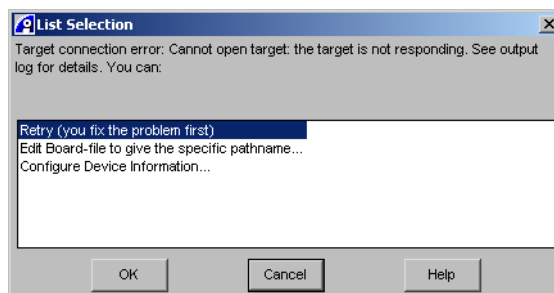 List Selection
Target connection error: Cannot open target: the target is not responding. See output
log for details. You can:
Retry (you fix the problem first)
Edit Board-file to give the specific pathname...
Configure Device Information...
OK
Cancel
Help